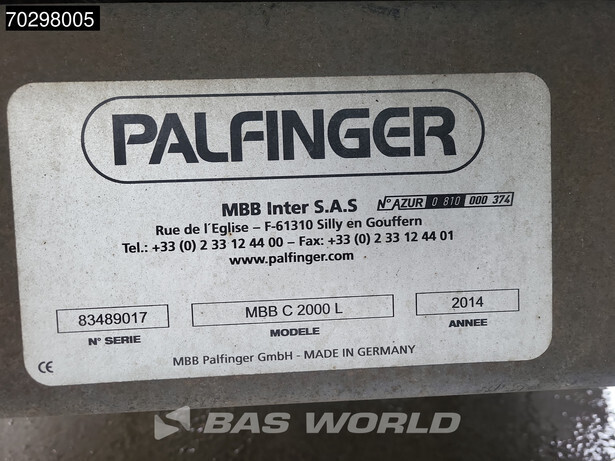 70298005
PALFINGER
MBB Inter S.A.S N° AZUR 0 810 000 374
Rue de l´Eglise – F-61310 Silly en Gouffern
Tel.: +33 (0) 2 33 12 44 00 – Fax: +33 (0) 2 33 12 44 01
www.palfinger.com
83489017 MBB C 2000 L 2014
N° SERIE MODELE ANNEE
CE MBB Palfinger GmbH - MADE IN GERMANY
BAS WORLD